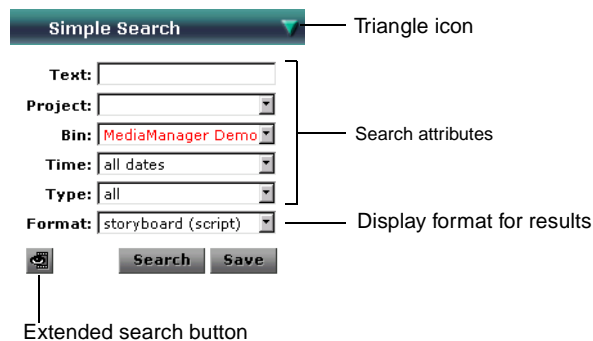 Simple Search
Triangle icon
Text:
Project:
Bin: MediaManager Demo
Search attributes
Time: all dates
Type: all
Format: storyboard (script)
Display format for results
Search Save
Extended search button